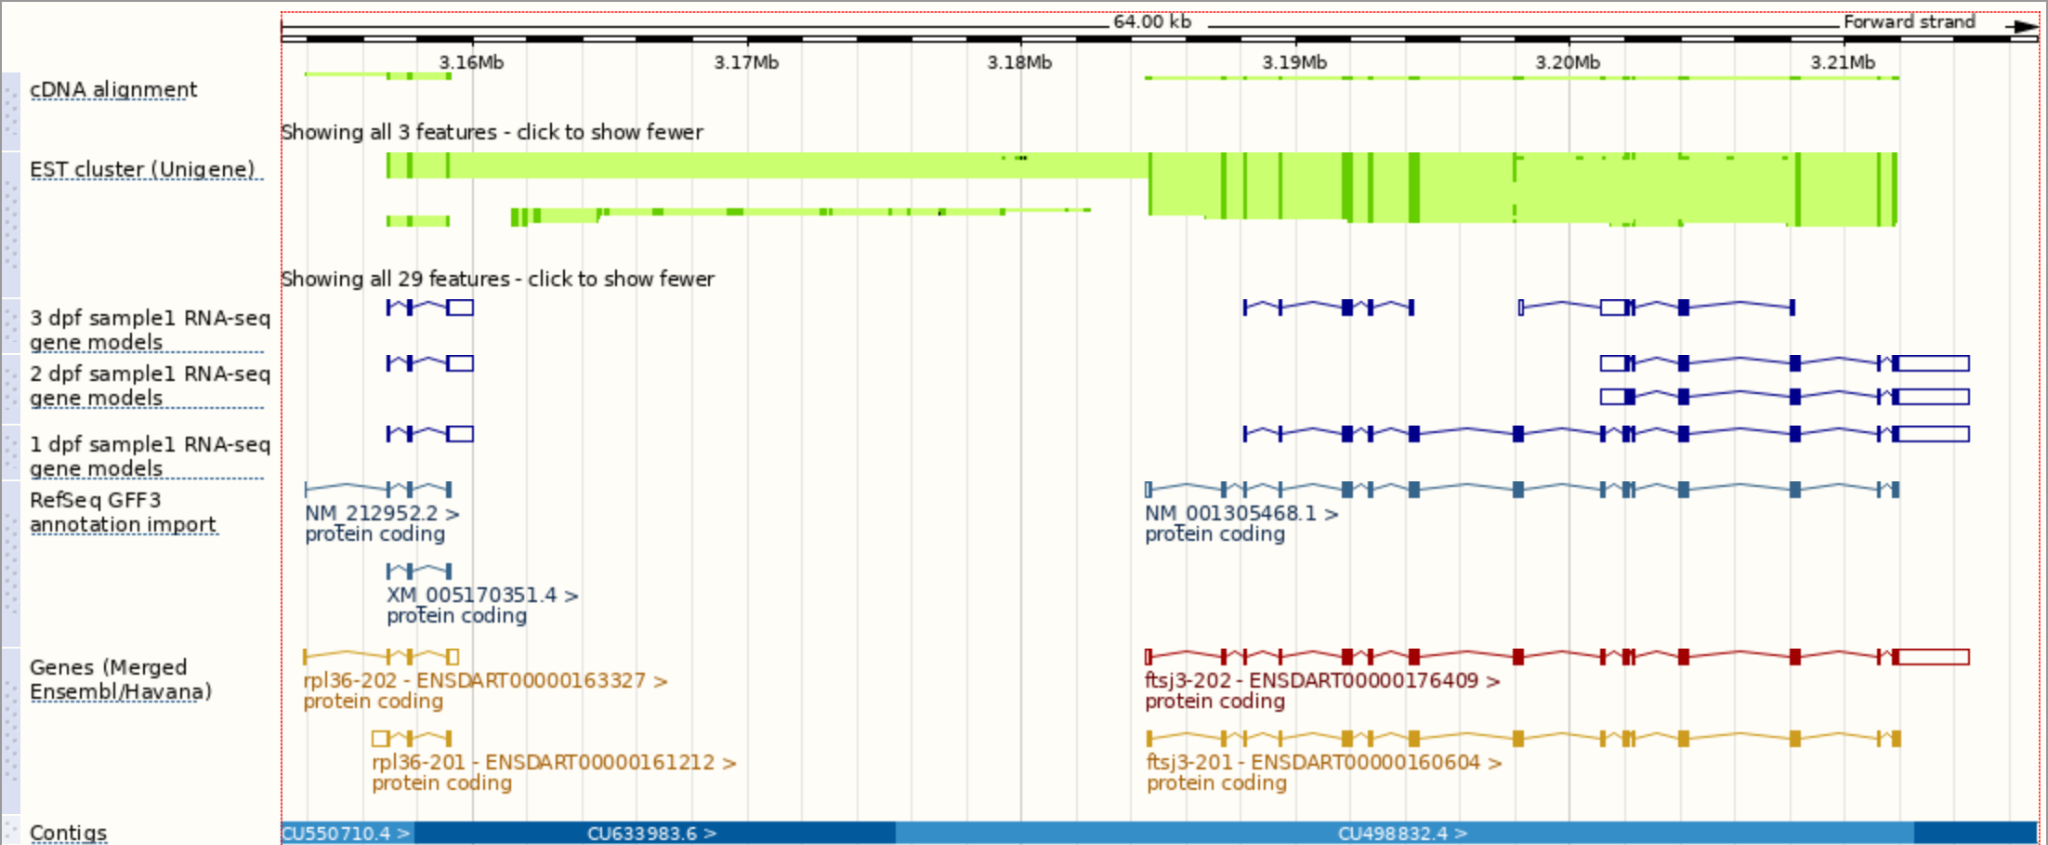 64.00 kb
Forward strand
3.16Mb 3.17Mb 3.18Mb 3.19Mb 3.20Mb 3.21Mb
cDNA alignment
Showing all 3 features - click to show fewer
EST cluster (Unigene)
Showing all 29 features - click to show fewer
3 dpf sample1 RNA-seq
gene models
2 dpf sample1 RNA-seq
gene models
1 dpf sample1 RNA-seq
gene models
RefSeq GFF3
annotation import
NM_212952.2 >
protein coding
NM_001305468.1 >
protein coding
XM_005170351.4 >
protein coding
Genes (Merged
Ensembl/Havana)
rpl36-202 - ENSDART00000163327 >
protein coding
ftsj3-202 - ENSDART00000176409 >
protein coding
rpl36-201 - ENSDART00000161212 >
protein coding
ftsj3-201 - ENSDART00000160604 >
protein coding
Contigs
CU550710.4 > CU633983.6 > CU498832.4 >